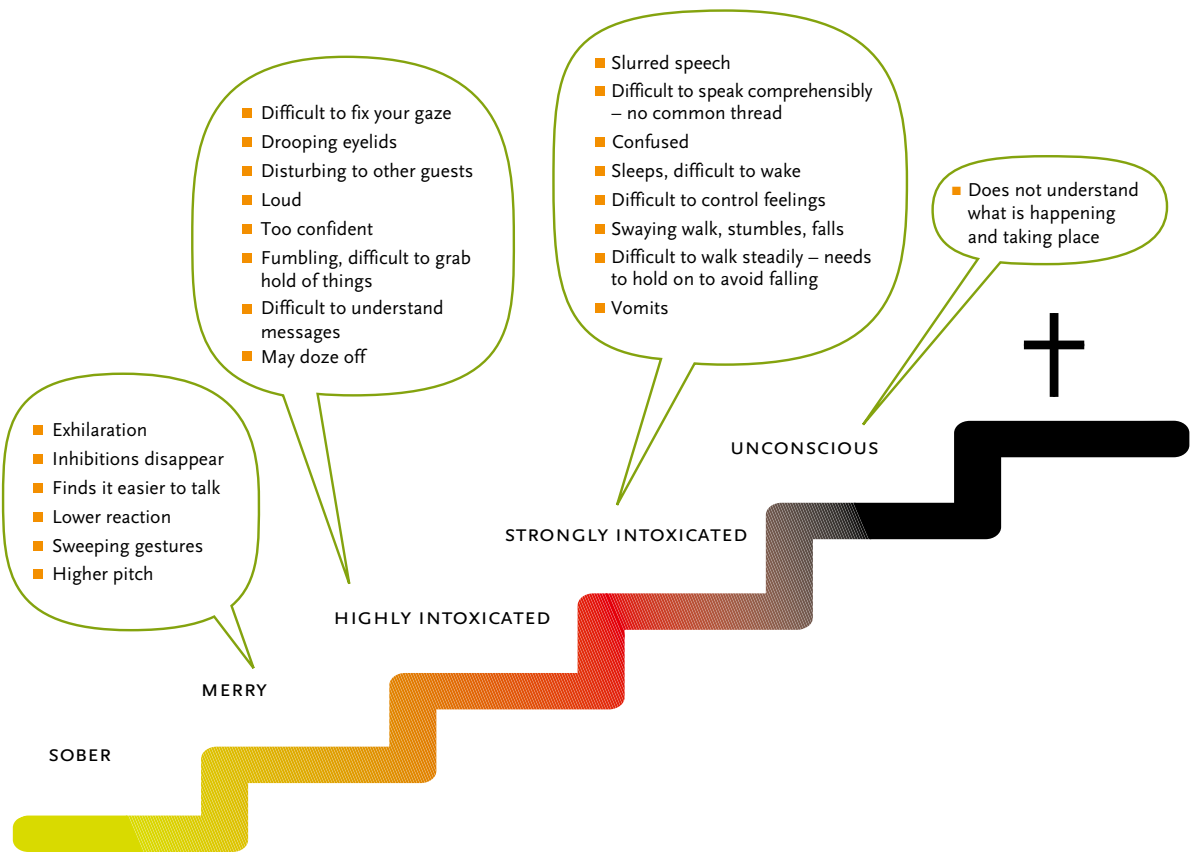 Exhilaration
Inhibitions disappear
Finds it easier to talk
Lower reaction
Sweeping gestures
Higher pitch
Difficult to fix your gaze
Drooping eyelids
Disturbing to other guests
Loud
Too confident
Fumbling, difficult to grab
hold of things
Difficult to understand
messages
May doze off
Slurred speech
Difficult to speak comprehensibly
– no common thread
Confused
Sleeps, difficult to wake
Difficult to control feelings
Swaying walk, stumbles, falls
Difficult to walk steadily – needs
to hold on to avoid falling
Vomits
Does not understand
what is happening
and taking place
SOBER
MERRY
HIGHLY INTOXICATED
STRONGLY INTOXICATED
UNCONSCIOUS